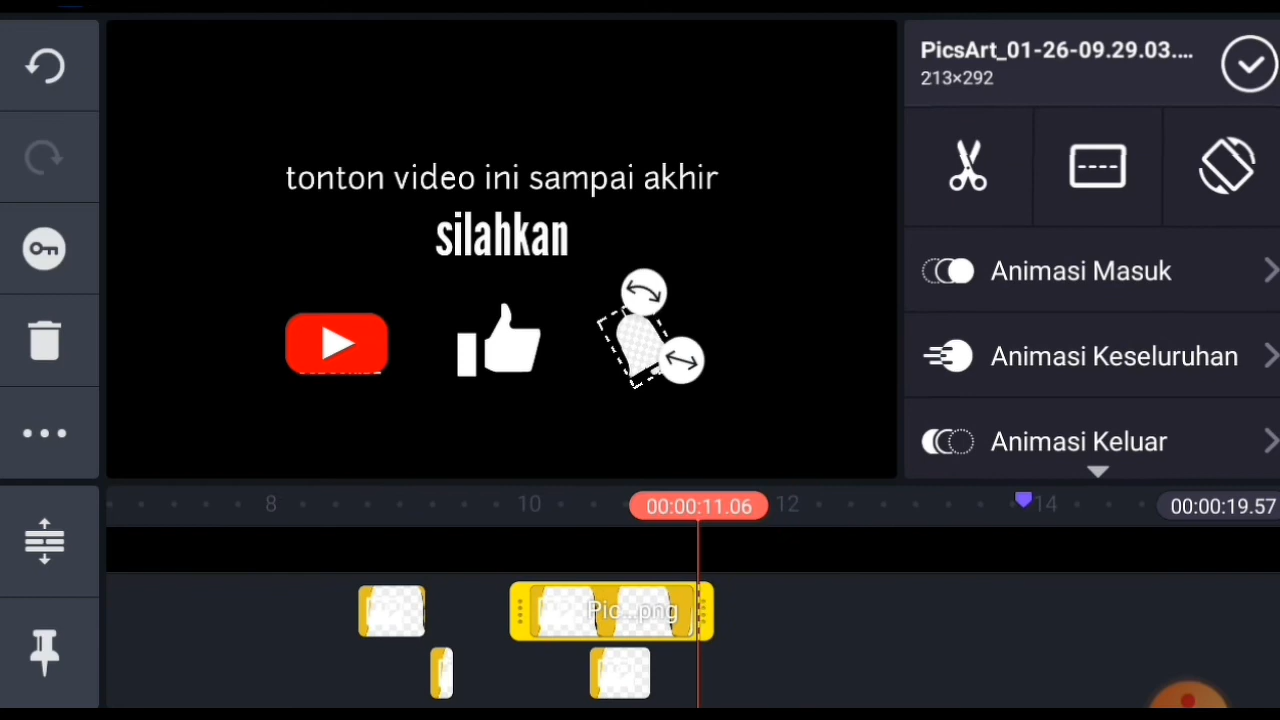 PicsArt_01-26-09.29.03....
213×292
tonton video ini sampai akhir
silahkan
Animasi Masuk
Animasi Keseluruhan
Animasi Keluar
8
10
00:00:11.06
12
14
00:00:19.57
Pic...png